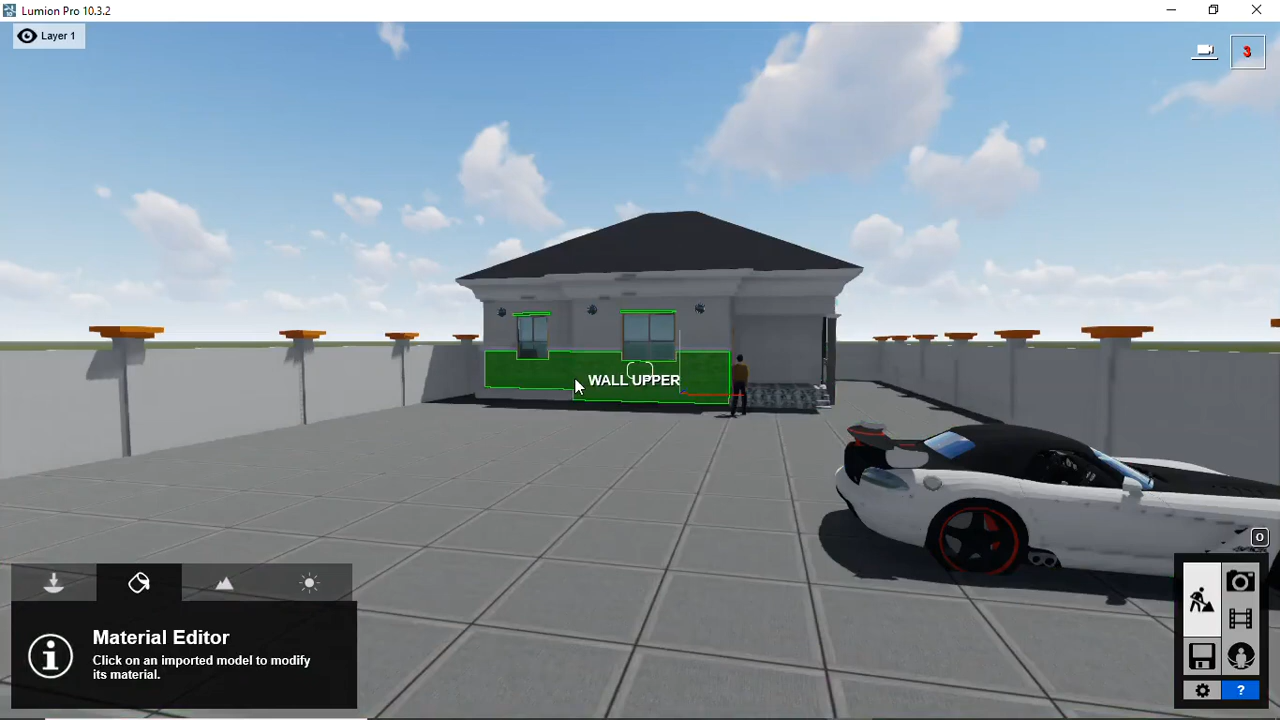 Lumion Pro 10.3.2
Layer 1
3
WALL UPPER
O
Material Editor
Click on an imported model to modify
its material.
?